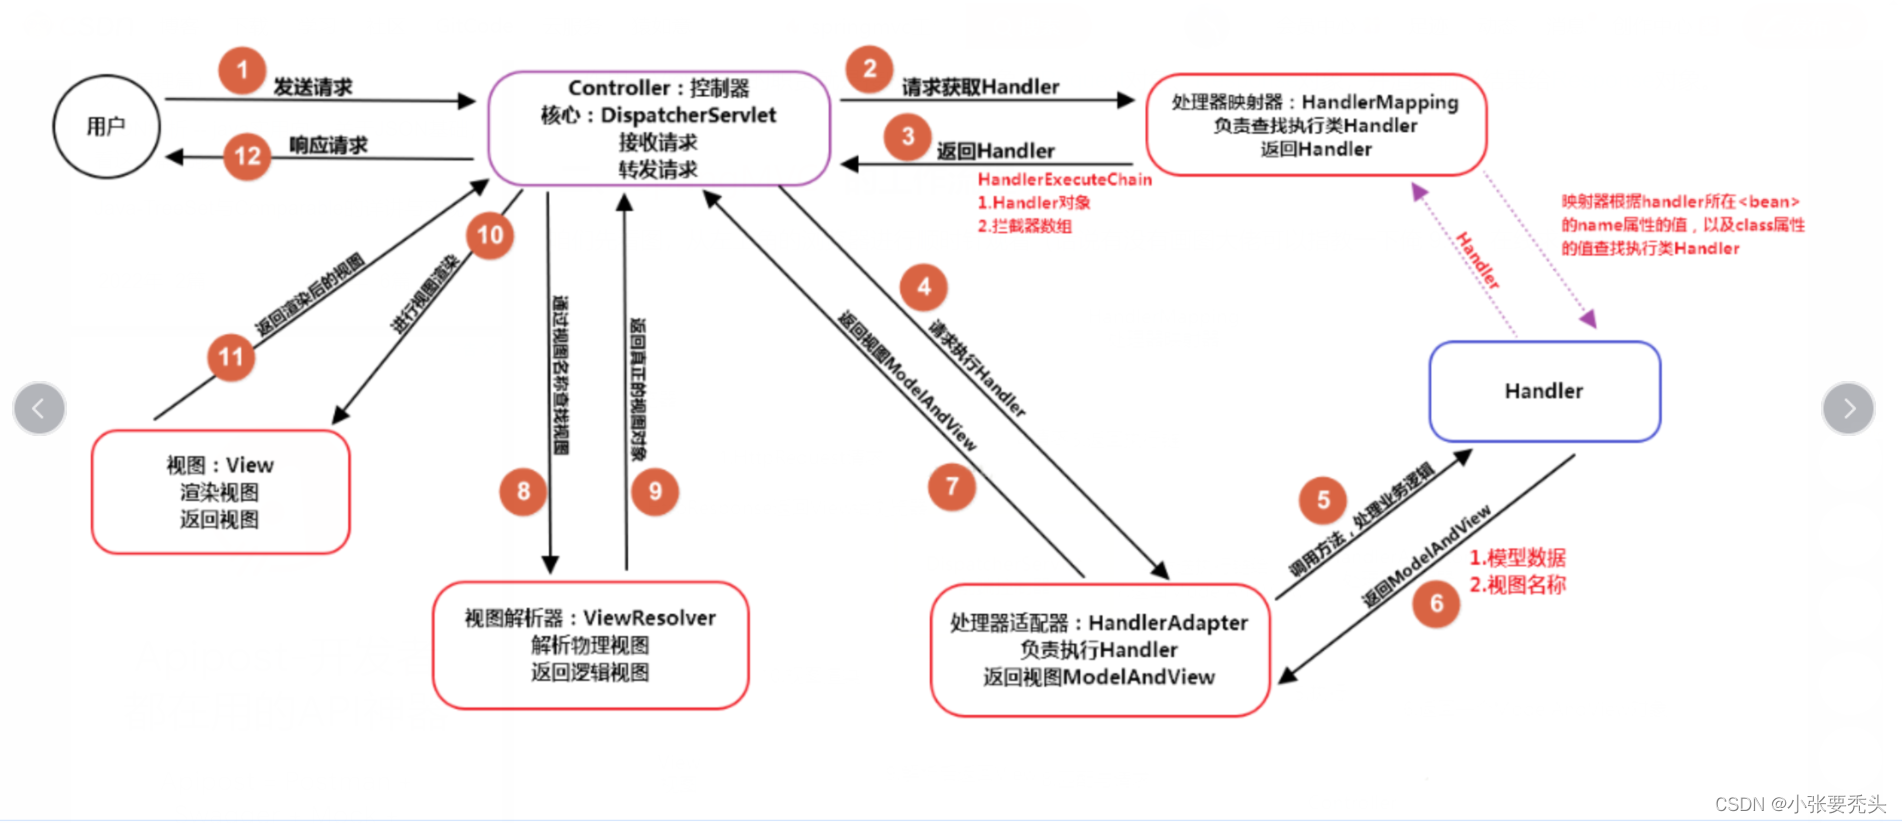 1
发送请求
用户
12
响应请求
Controller：控制器
核心：DispatcherServlet
接收请求
转发请求
2
请求获取Handler
3
返回Handler
HandlerExecuteChain
1.Handler对象
2.拦截器数组
处理器映射器：HandlerMapping
负责查找执行类Handler
返回Handler
映射器根据handler所在<bean>
的name属性的值，以及class属性
的值查找执行类Handler
Handler
Handler
4
请求执行Handler
5
调用方法，处理业务逻辑
6
返回ModelAndView
1.模型数据
2.视图名称
处理器适配器：HandlerAdapter
负责执行Handler
返回视图ModelAndView
7
返回视图ModelAndView
8
通过视图名称查找视图
9
返回真正的视图对象
视图解析器：ViewResolver
解析物理视图
返回逻辑视图
10
进行视图渲染
11
返回渲染后的视图
视图：View
渲染视图
返回视图
CSDN @小张要秃头